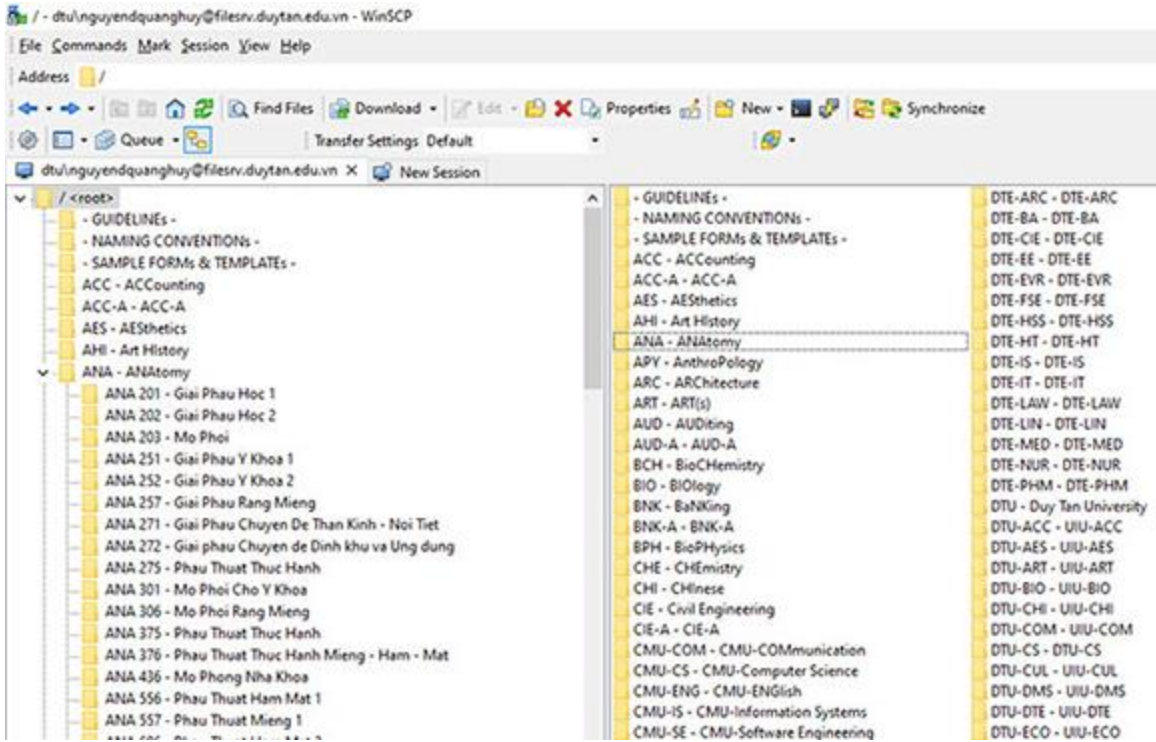 / - dtu\nguyendquanghuy@filesrv.duytan.edu.vn - WinSCP
File Commands Mark Session View Help
Address /
Find Files Download Edit Properties New Synchronize
Queue Transfer Settings Default
dtu\nguyendquanghuy@filesrv.duytan.edu.vn X New Session
/ <root>
- GUIDELINEs -
- NAMING CONVENTIONs -
- SAMPLE FORMs & TEMPLATEs -
ACC - ACCounting
ACC-A - ACC-A
AES - AESthetics
AHI - Art HIstory
ANA - ANAtomy
ANA 201 - Giai Phau Hoc 1
ANA 202 - Giai Phau Hoc 2
ANA 203 - Mo Phoi
ANA 251 - Giai Phau Y Khoa 1
ANA 252 - Giai Phau Y Khoa 2
ANA 257 - Giai Phau Rang Mieng
ANA 271 - Giai Phau Chuyen De Than Kinh - Noi Tiet
ANA 272 - Giai phau Chuyen de Dinh khu va Ung dung
ANA 275 - Phau Thuat Thuc Hanh
ANA 301 - Mo Phoi Cho Y Khoa
ANA 306 - Mo Phoi Rang Mieng
ANA 375 - Phau Thuat Thuc Hanh
ANA 376 - Phau Thuat Thuc Hanh Mieng - Ham - Mat
ANA 436 - Mo Phong Nha Khoa
ANA 556 - Phau Thuat Ham Mat 1
ANA 557 - Phau Thuat Mieng 1
- GUIDELINEs -
- NAMING CONVENTIONs -
- SAMPLE FORMs & TEMPLATEs -
ACC - ACCounting
ACC-A - ACC-A
AES - AESthetics
AHI - Art HIstory
ANA - ANAtomy
APY - AnthroPology
ARC - ARChitecture
ART - ART(s)
AUD - AUDiting
AUD-A - AUD-A
BCH - BioCHemistry
BIO - BIOlogy
BNK - BaNKing
BNK-A - BNK-A
BPH - BioPHysics
CHE - CHEmistry
CHI - CHInese
CIE - Civil Engineering
CIE-A - CIE-A
CMU-COM - CMU-COMmunication
CMU-CS - CMU-Computer Science
CMU-ENG - CMU-ENGlish
CMU-IS - CMU-Information Systems
CMU-SE - CMU-Software Engineering
DTE-ARC - DTE-ARC
DTE-BA - DTE-BA
DTE-CIE - DTE-CIE
DTE-EE - DTE-EE
DTE-EVR - DTE-EVR
DTE-FSE - DTE-FSE
DTE-HSS - DTE-HSS
DTE-HT - DTE-HT
DTE-IS - DTE-IS
DTE-IT - DTE-IT
DTE-LAW - DTE-LAW
DTE-LIN - DTE-LIN
DTE-MED - DTE-MED
DTE-NUR - DTE-NUR
DTE-PHM - DTE-PHM
DTU - Duy Tan University
DTU-ACC - UIU-ACC
DTU-AES - UIU-AES
DTU-ART - UIU-ART
DTU-BIO - UIU-BIO
DTU-CHI - UIU-CHI
DTU-COM - UIU-COM
DTU-CS - DTU-CS
DTU-CUL - UIU-CUL
DTU-DMS - UIU-DMS
DTU-DTE - UIU-DTE
DTU-ECO - UIU-ECO